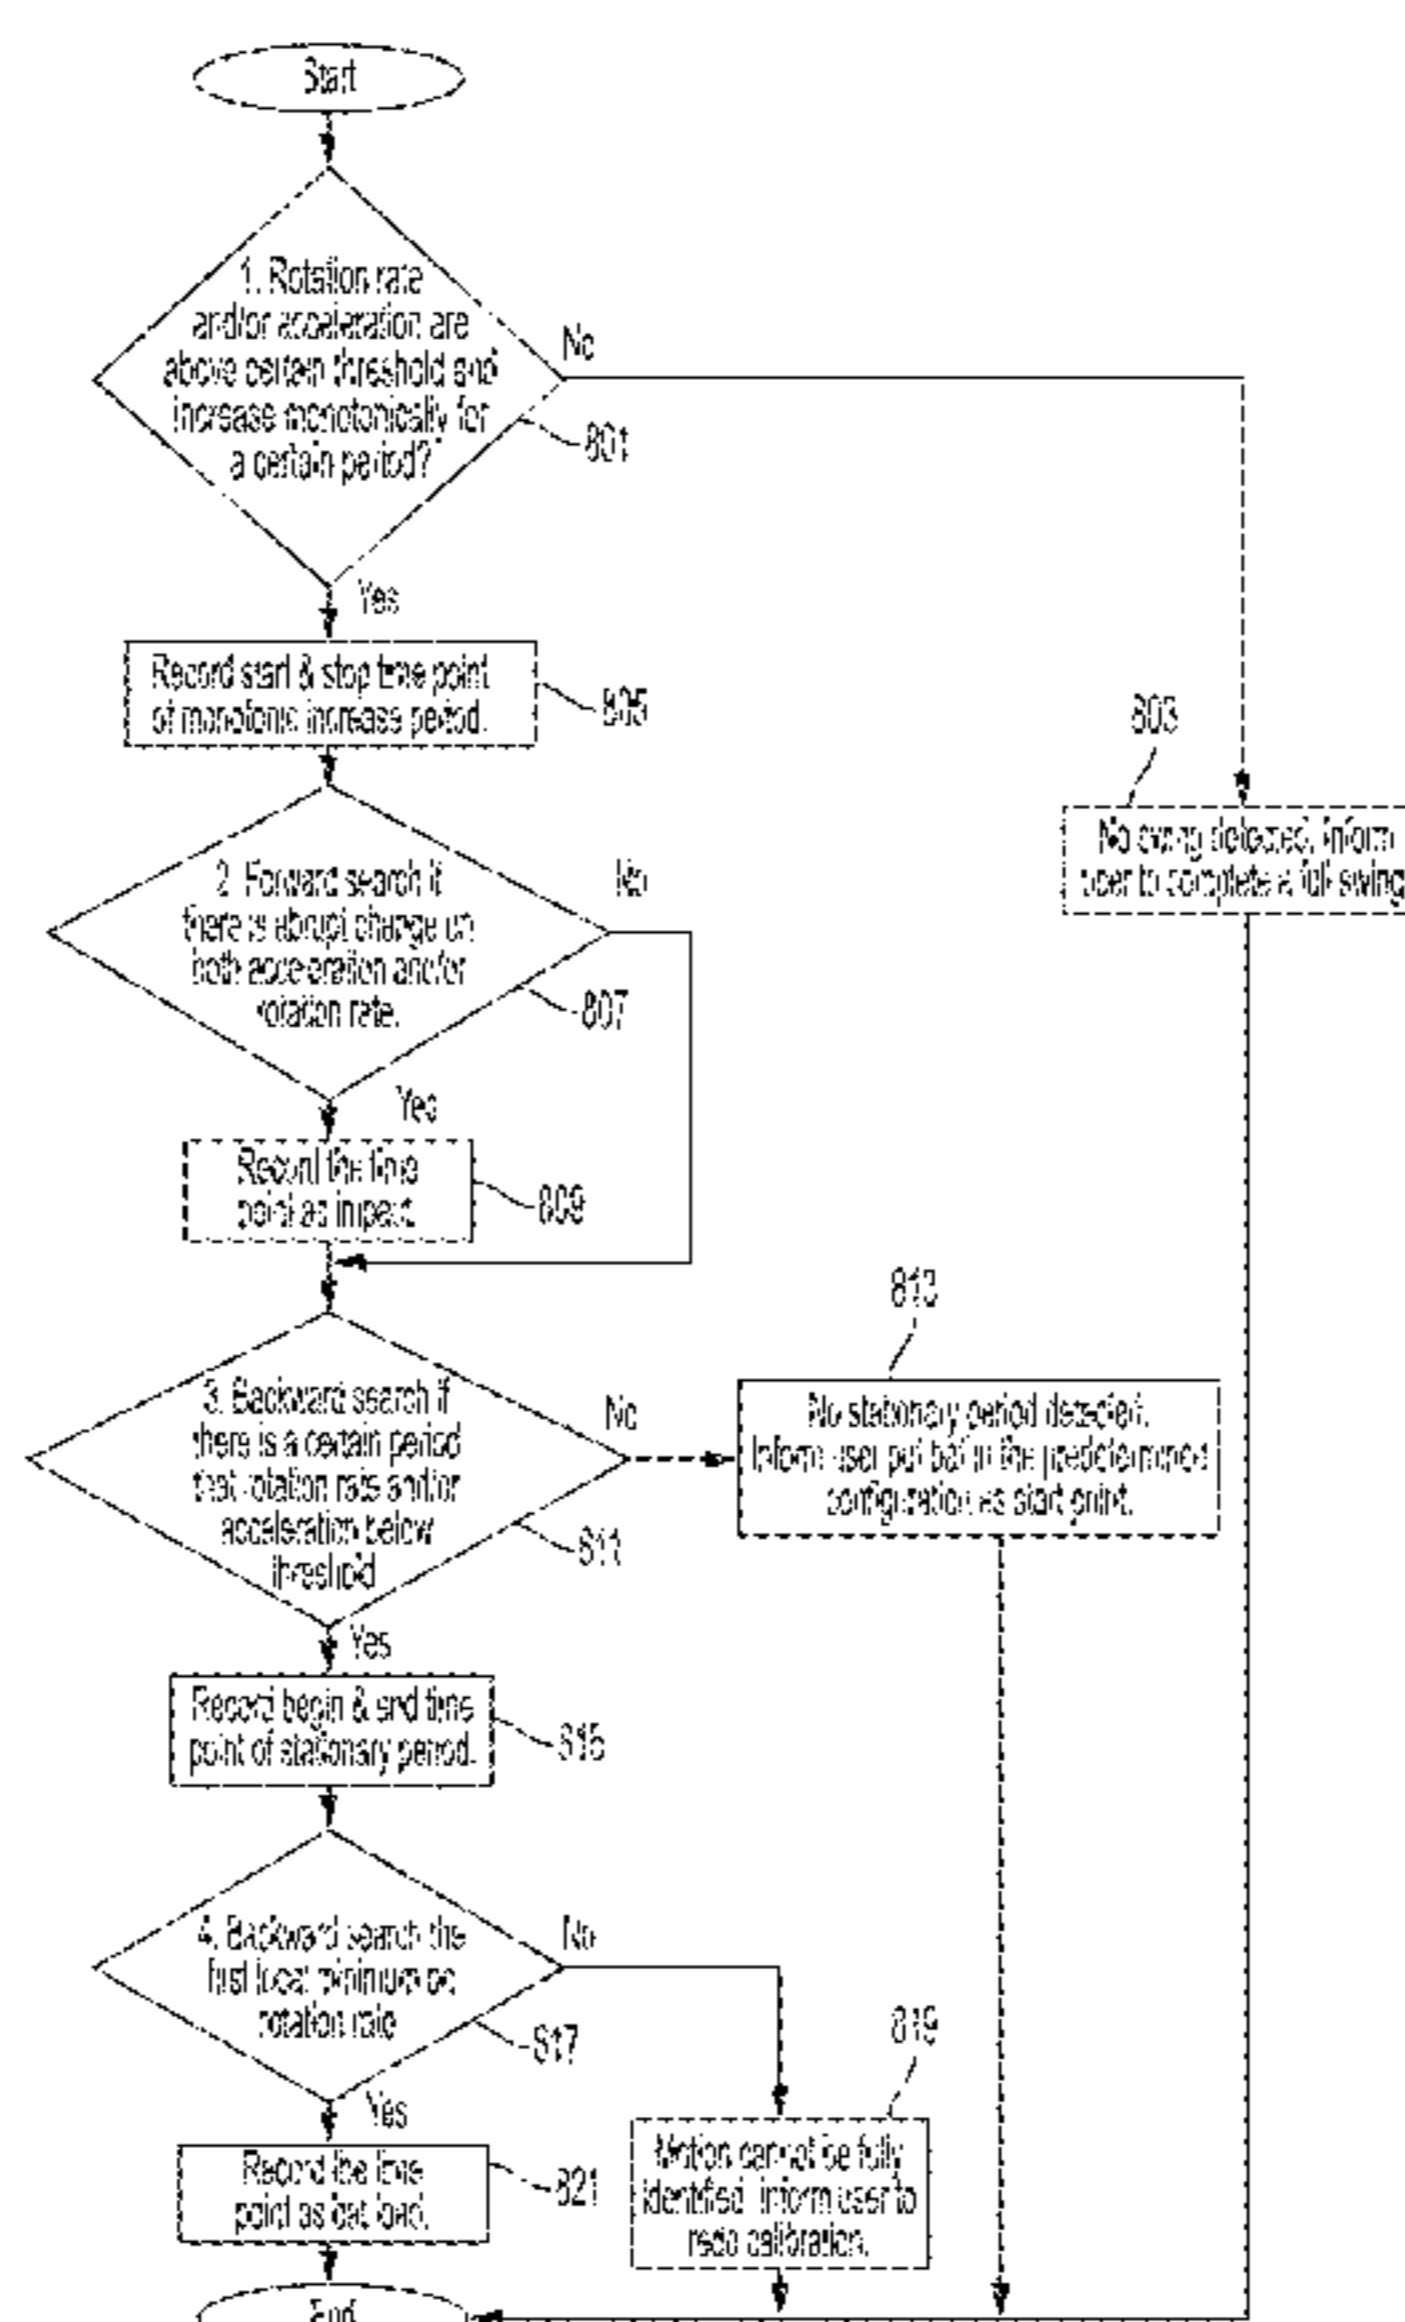 Start
1. Rotation rate
and/or acceleration are
above certain threshold and
increase monotonically for
a certain period?
No
801
Yes
Record start & stop time point
of monotonic increase period.
805
803
No swing detected, inform
user to complete a full swing
2. Forward search if
there is abrupt change on
both acceleration and/or
rotation rate.
No
807
Yes
Record the time
point as impact.
809
813
3. Backward search if
there is a certain period
that rotation rate and/or
acceleration below
threshold
No
No stationary period detected.
Inform user put bat in the predetermined
configuration as start point.
811
Yes
Record begin & end time
point of stationary period.
815
4. Backward search the
first local minimum on
rotation rate
No
817
819
Yes
Record the time
point as bat load.
821
Motion cannot be fully
identified, inform user to
redo calibration.
End